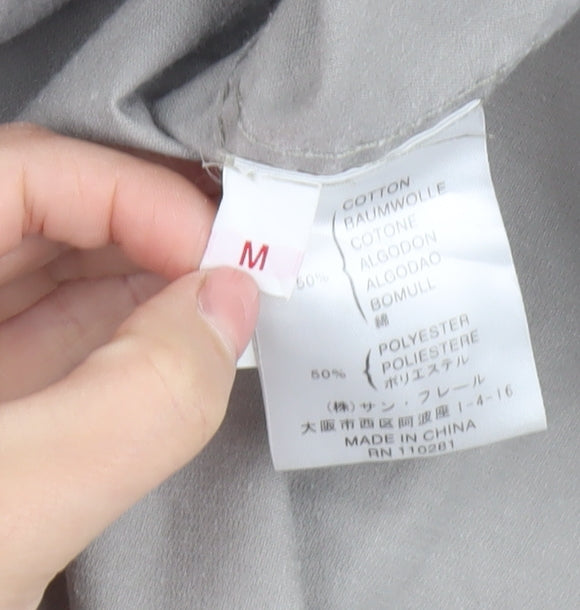 M
COTTON
BAUMWOLLE
COTONE
ALGODON
ALGODAO
BOMULL
綿
50%
POLYESTER
POLIESTERE
ポリエステル
50%
(株)サン・フレール
大阪市西区阿波座 1-4-16
MADE IN CHINA
RN 110281